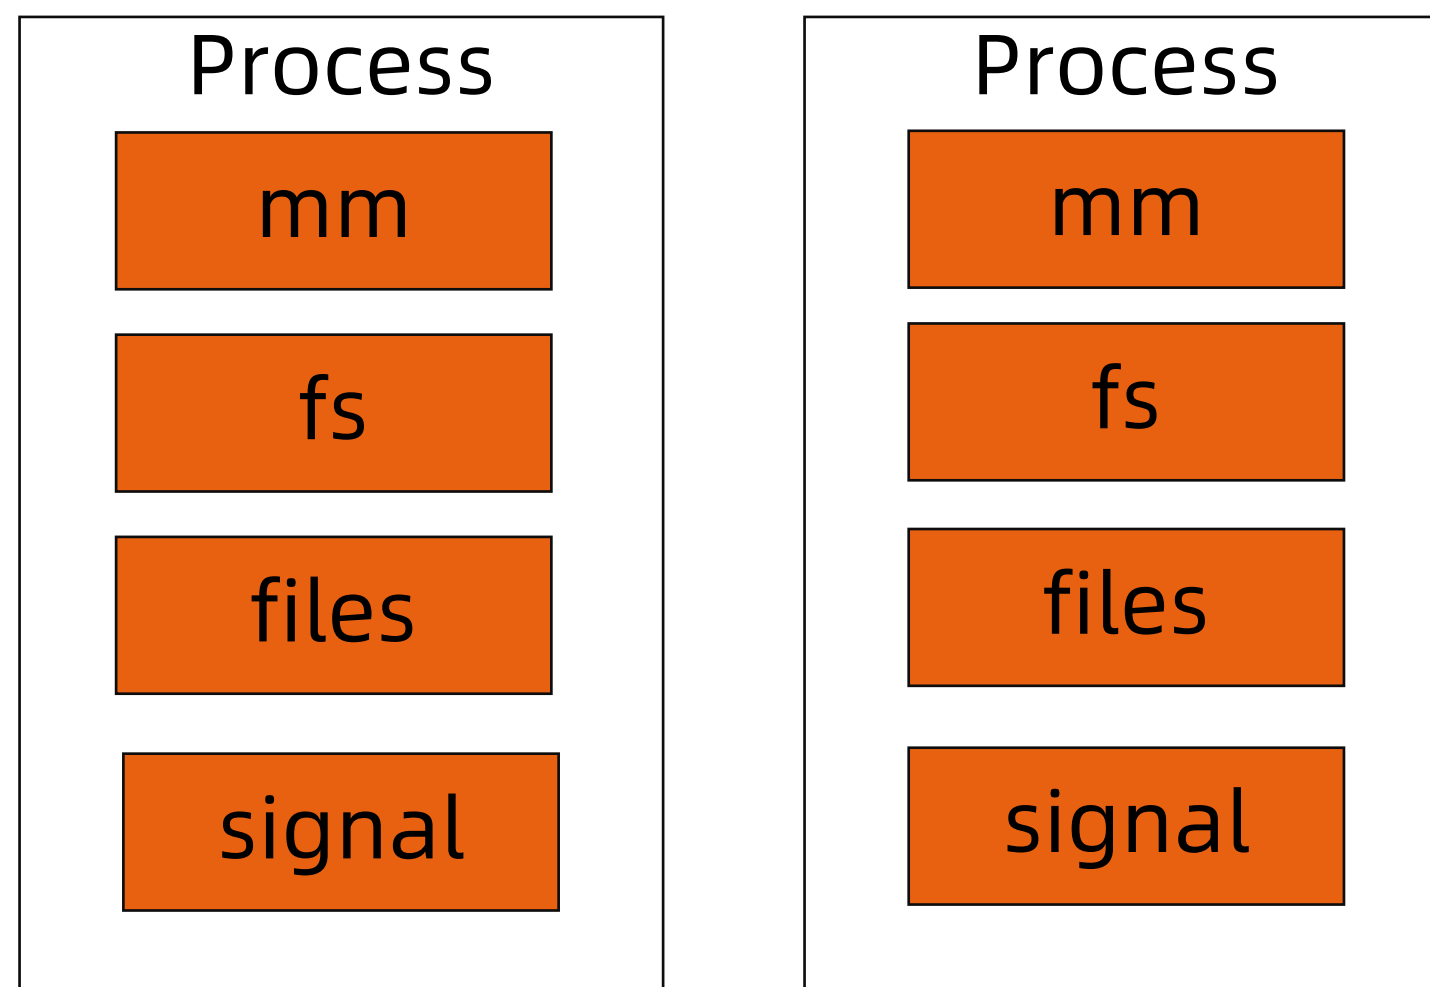 Process
mm
fs
files
signal
Process
mm
fs
files
signal